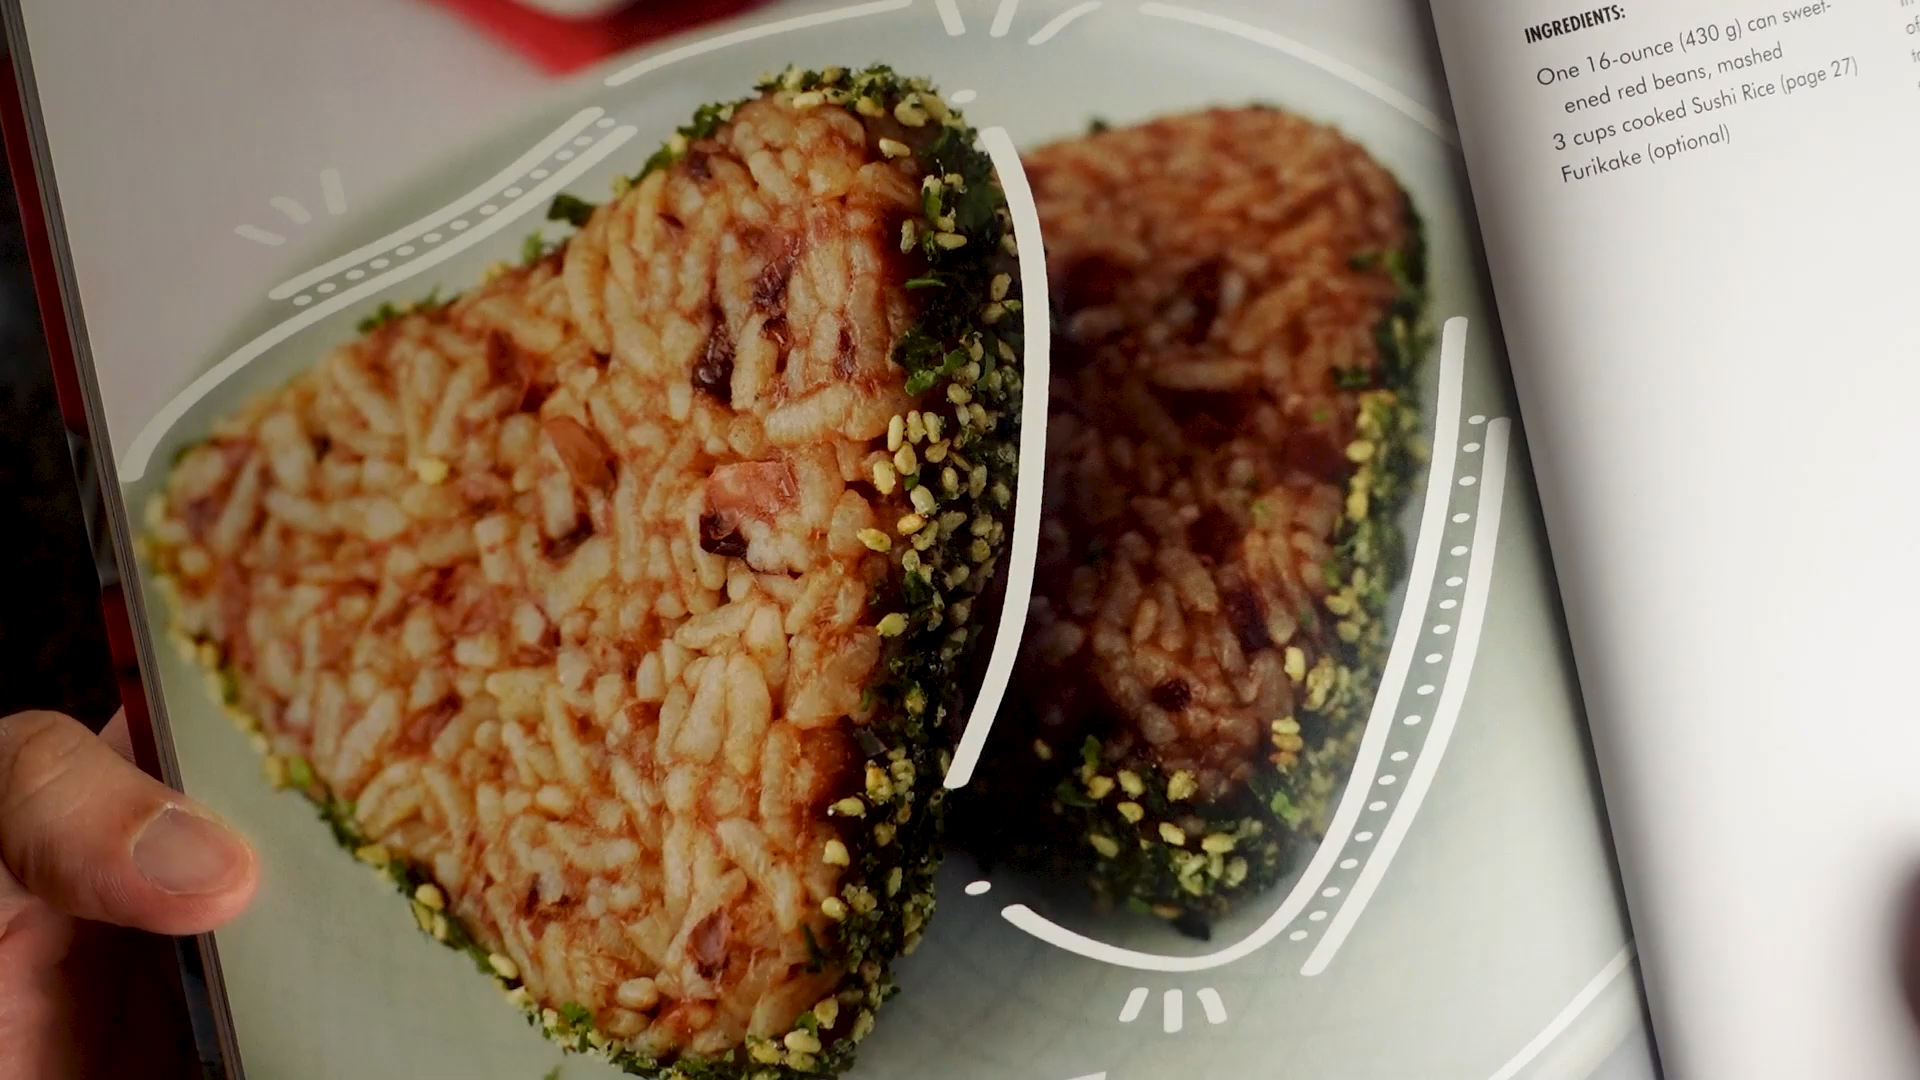 INGREDIENTS:
One 16-ounce (430 g) can sweet-
ened red beans, mashed
3 cups cooked Sushi Rice (page 27)
Furikake (optional)